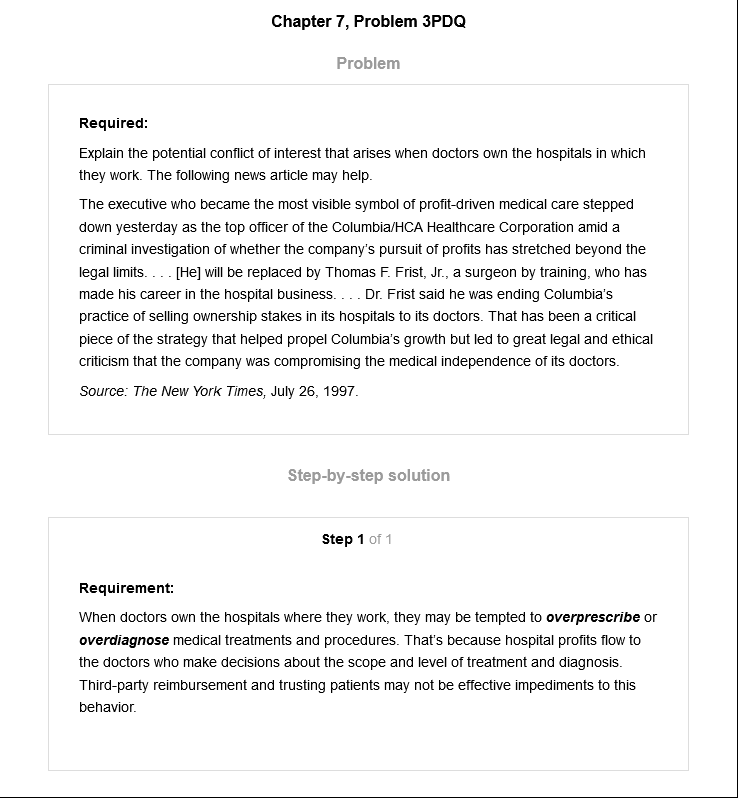 Chapter 7, Problem 3PDQ
Problem
Required:
Explain the potential conflict of interest that arises when doctors own the hospitals in which
they work. The following news article may help.
The executive who became the most visible symbol of profit-driven medical care stepped
down yesterday as the top officer of the Columbia/HCA Healthcare Corporation amid a
criminal investigation of whether the company’s pursuit of profits has stretched beyond the
legal limits. . . . [He] will be replaced by Thomas F. Frist, Jr., a surgeon by training, who has
made his career in the hospital business. . . . Dr. Frist said he was ending Columbia’s
practice of selling ownership stakes in its hospitals to its doctors. That has been a critical
piece of the strategy that helped propel Columbia’s growth but led to great legal and ethical
criticism that the company was compromising the medical independence of its doctors.
Source: The New York Times, July 26, 1997.
Step-by-step solution
Step 1 of 1
Requirement:
When doctors own the hospitals where they work, they may be tempted to overprescribe or
overdiagnose medical treatments and procedures. That’s because hospital profits flow to
the doctors who make decisions about the scope and level of treatment and diagnosis.
Third-party reimbursement and trusting patients may not be effective impediments to this
behavior.